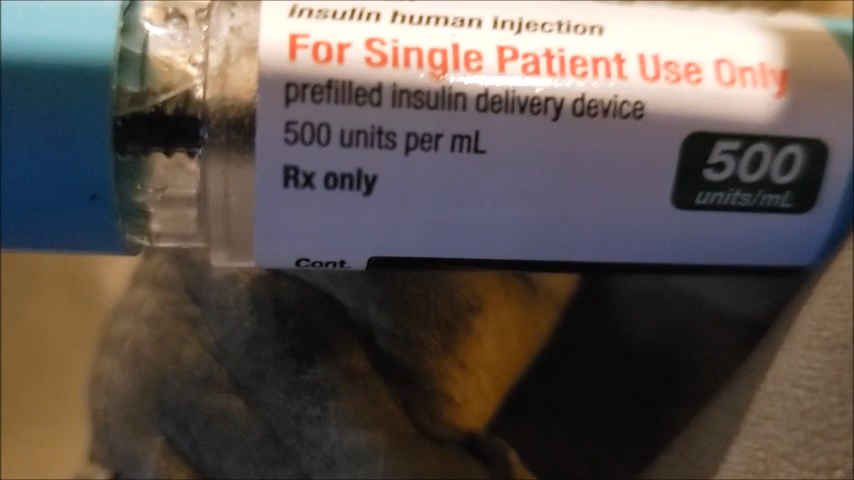 insulin human injection
For Single Patient Use Only
prefilled insulin delivery device
500 units per mL
Rx only
500
units/mL
Cont.